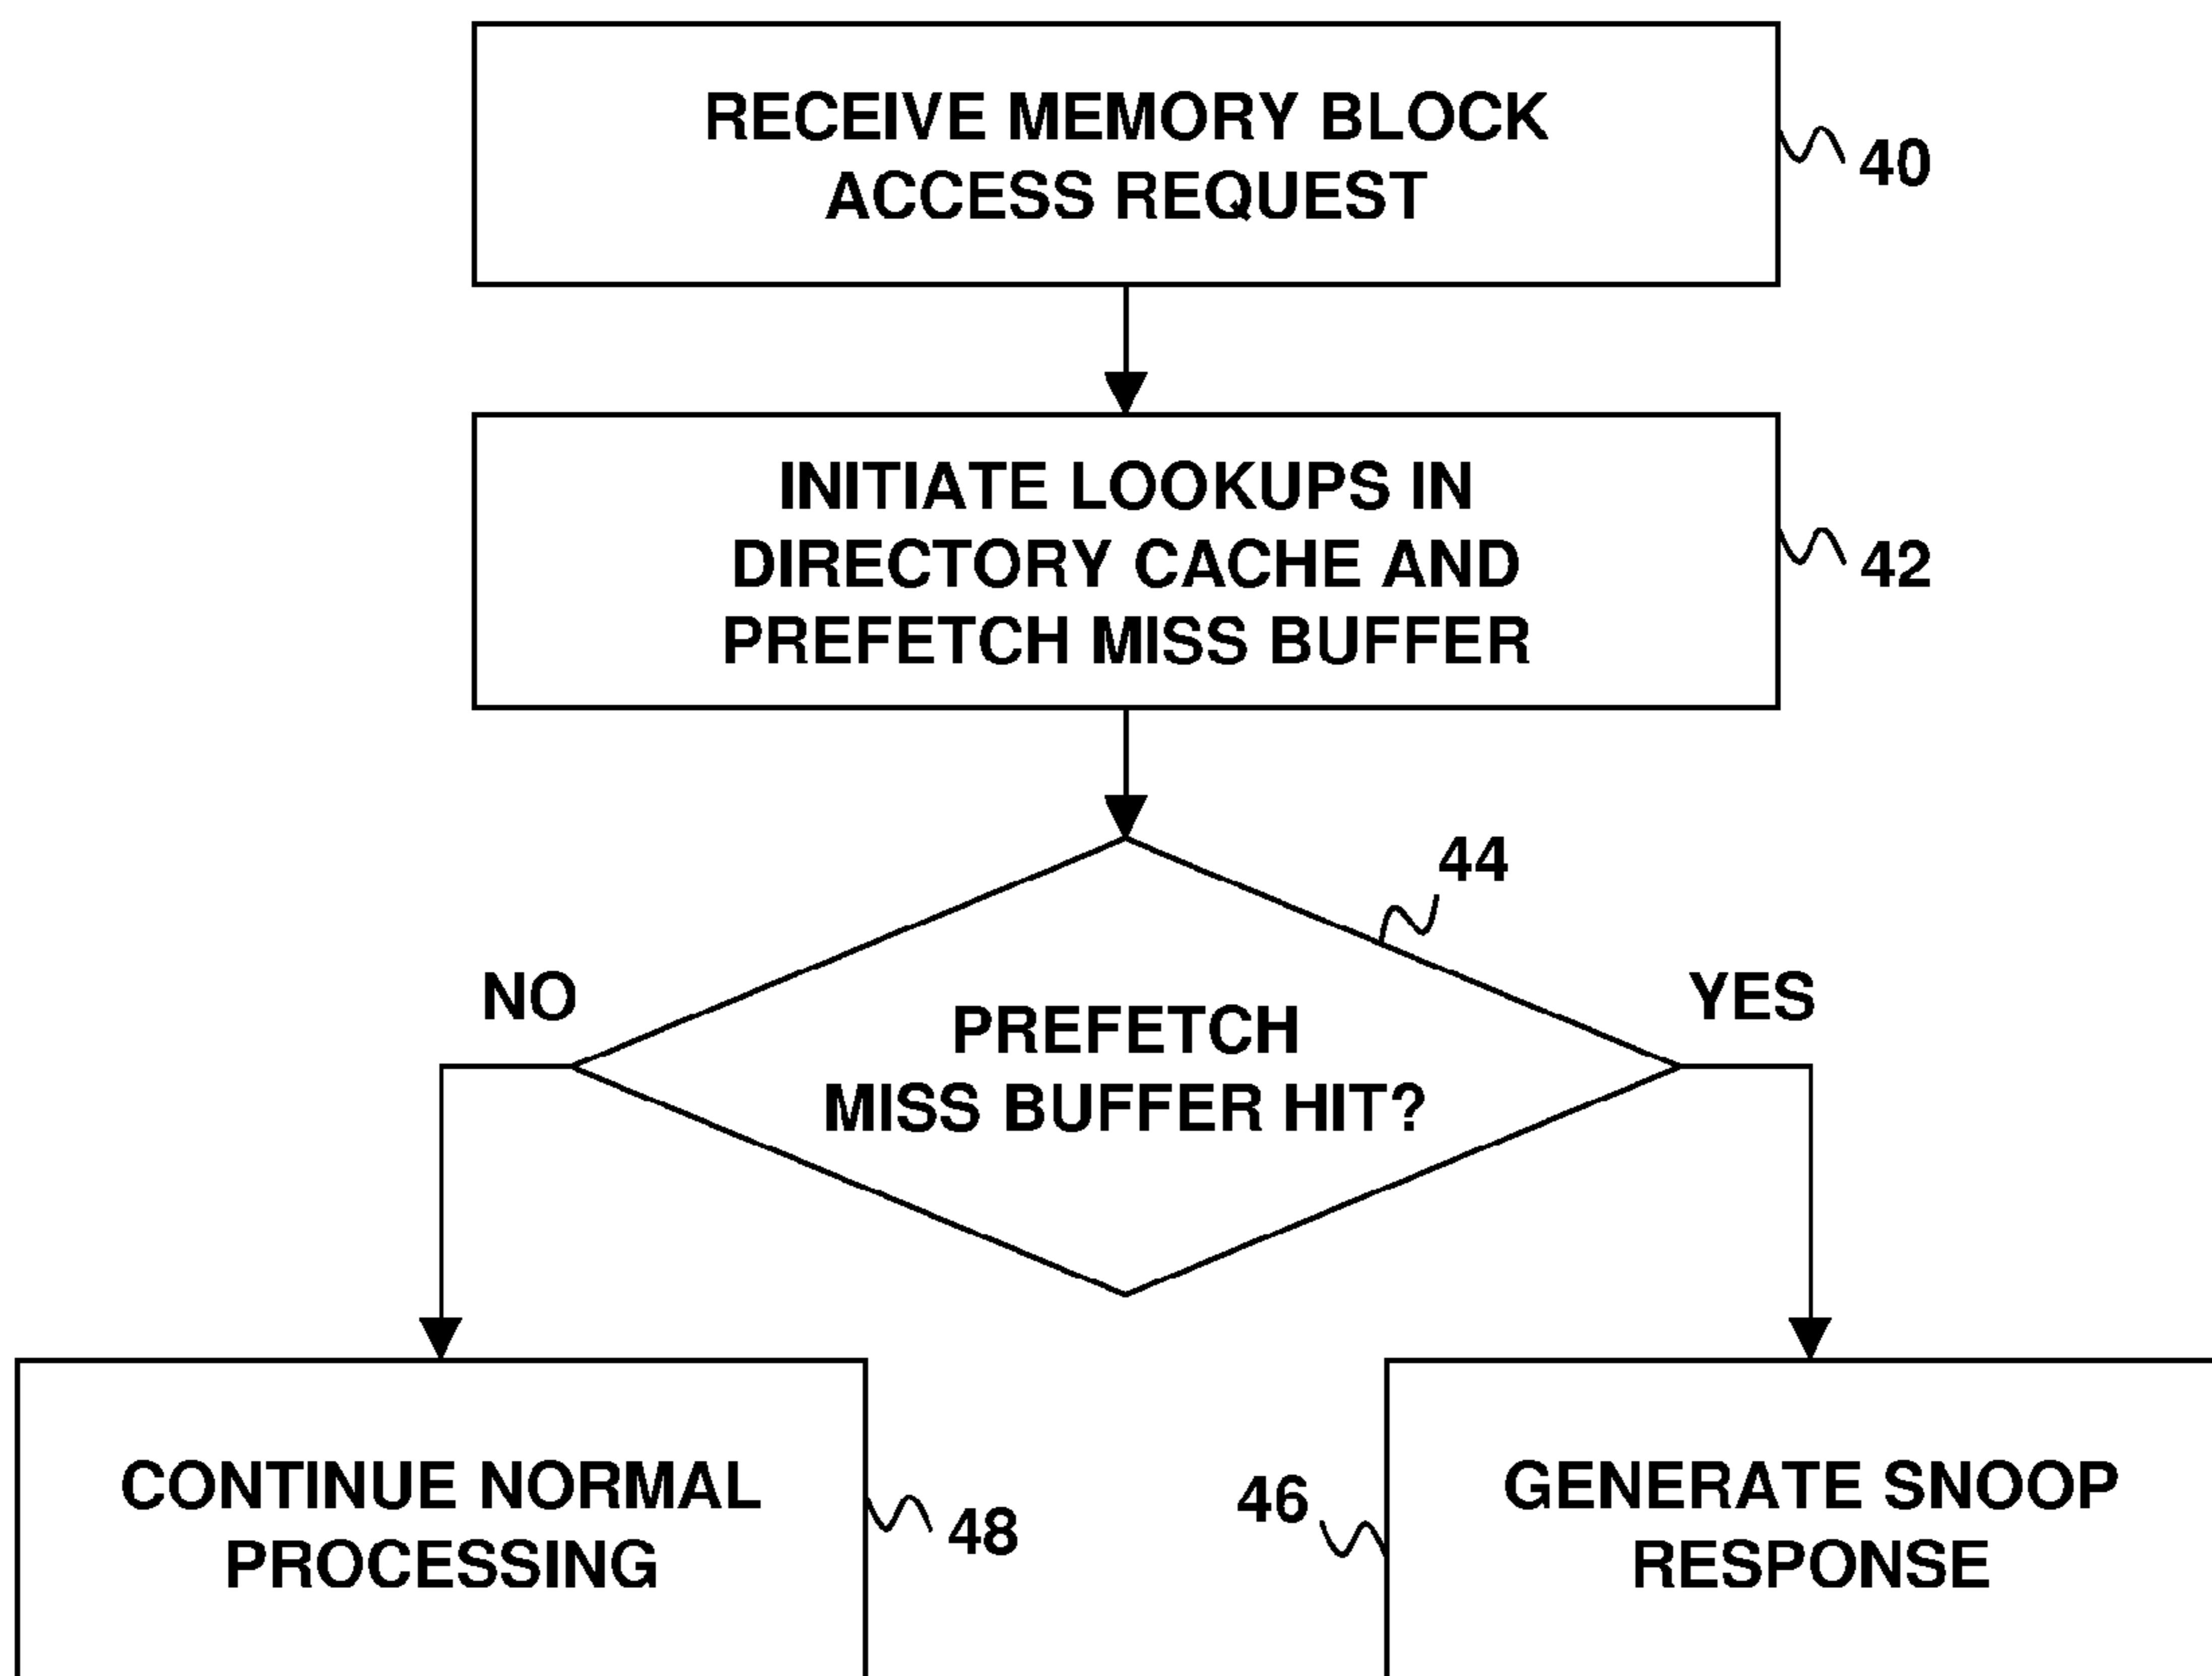 RECEIVE MEMORY BLOCK
ACCESS REQUEST
40
INITIATE LOOKUPS IN
DIRECTORY CACHE AND
PREFETCH MISS BUFFER
42
44
NO
YES
PREFETCH
MISS BUFFER HIT?
CONTINUE NORMAL
PROCESSING
48
46
GENERATE SNOOP
RESPONSE